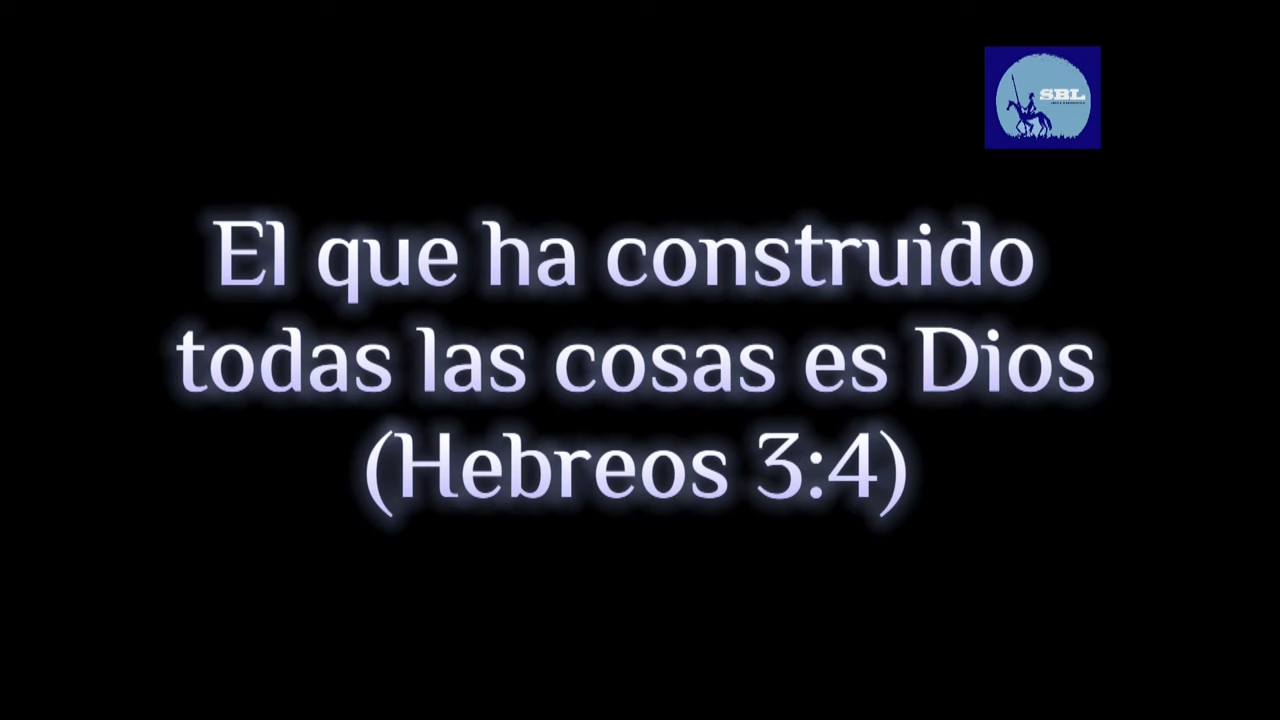 SBL
El que ha construido
todas las cosas es Dios
(Hebreos 3:4)